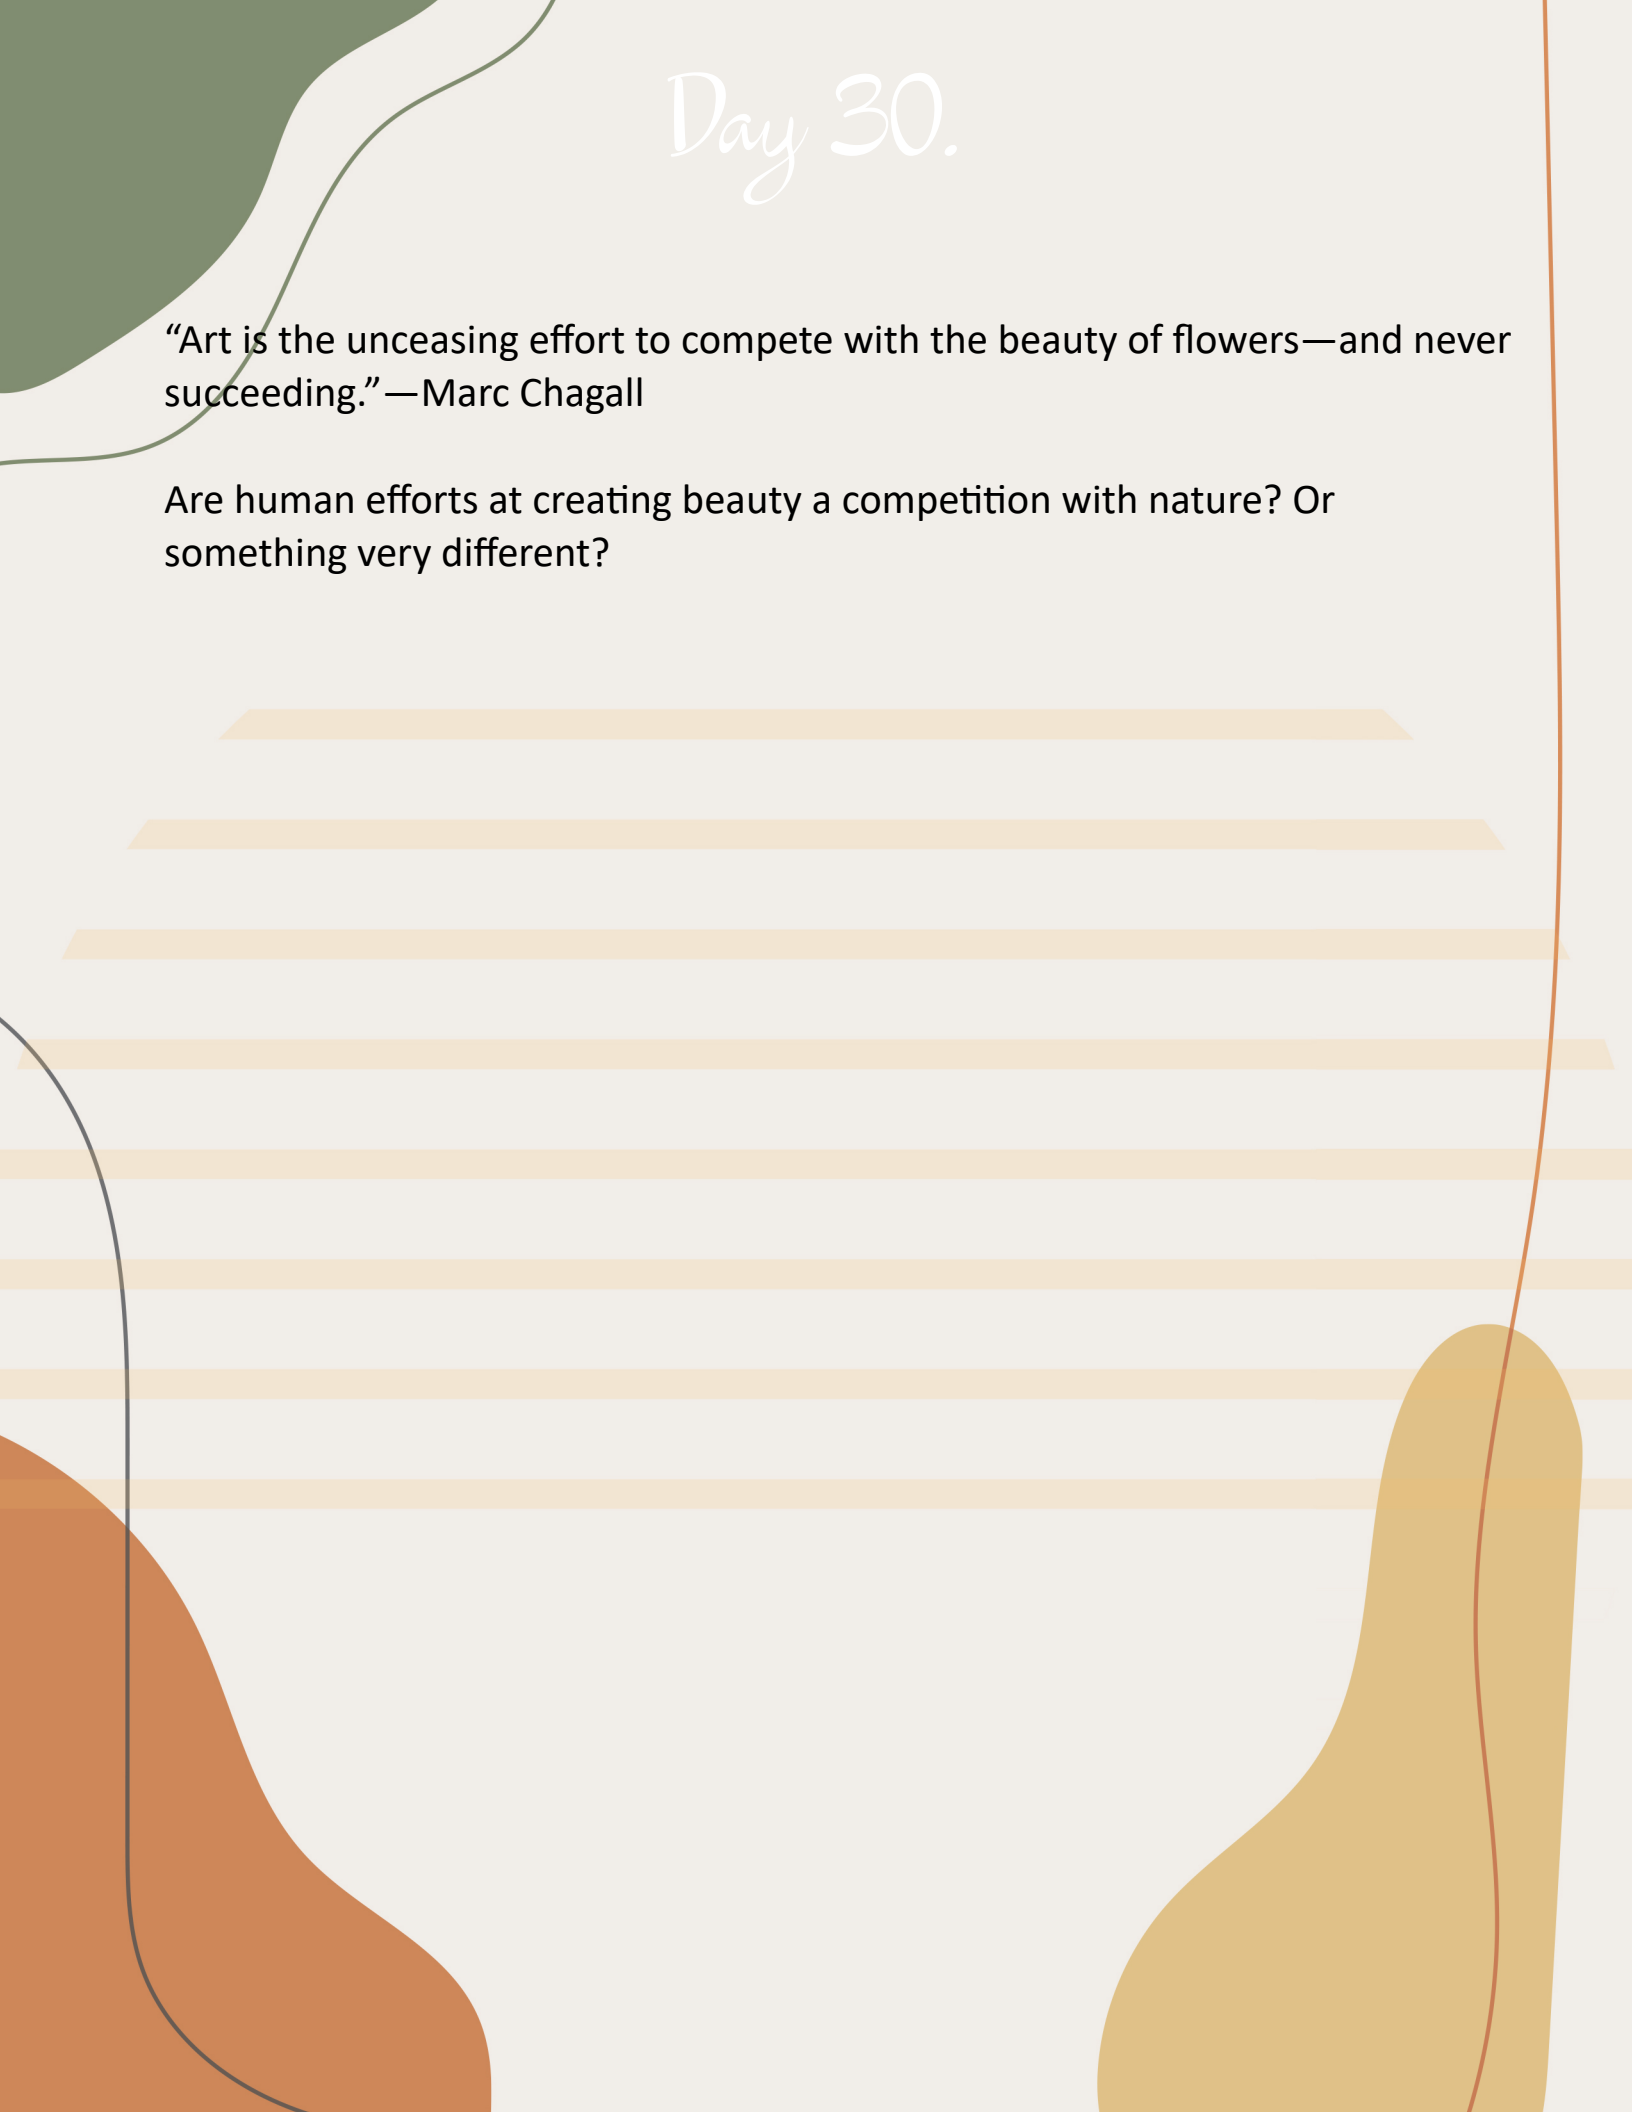 Day 30.
“Art is the unceasing effort to compete with the beauty of flowers—and never
succeeding.”—Marc Chagall
Are human efforts at creating beauty a competition with nature? Or
something very different?